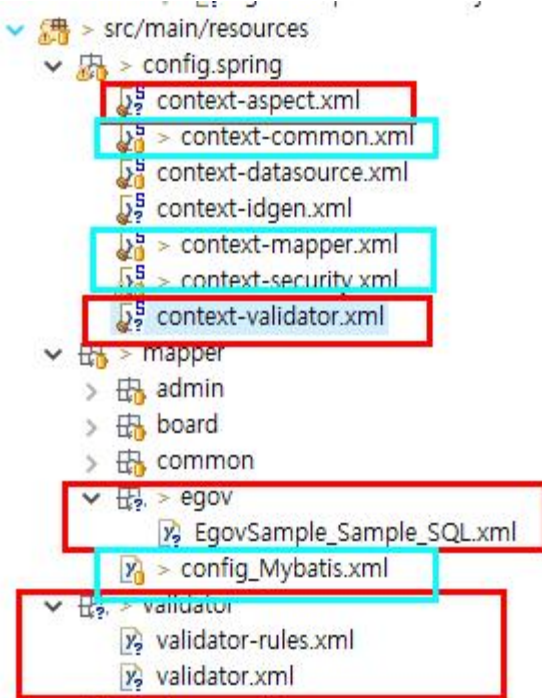 > src/main/resources
> config.spring
context-aspect.xml
> context-common.xml
context-datasource.xml
context-idgen.xml
> context-mapper.xml
> context-security.xml
context-validator.xml
> mapper
admin
board
common
> egov
EgovSample_Sample_SQL.xml
> config_Mybatis.xml
> validator
validator-rules.xml
validator.xml